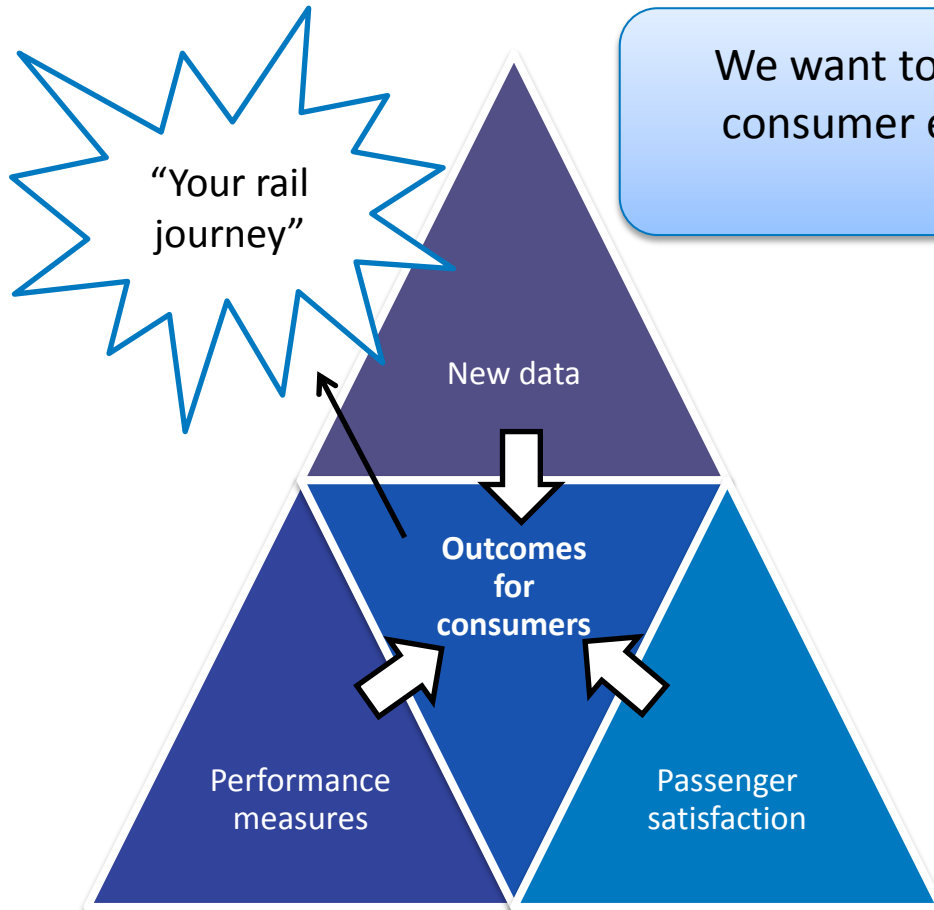 We want to
consumer e
“Your rail
journey”
New data
Outcomes
for
consumers
Performance
measures
Passenger
satisfaction